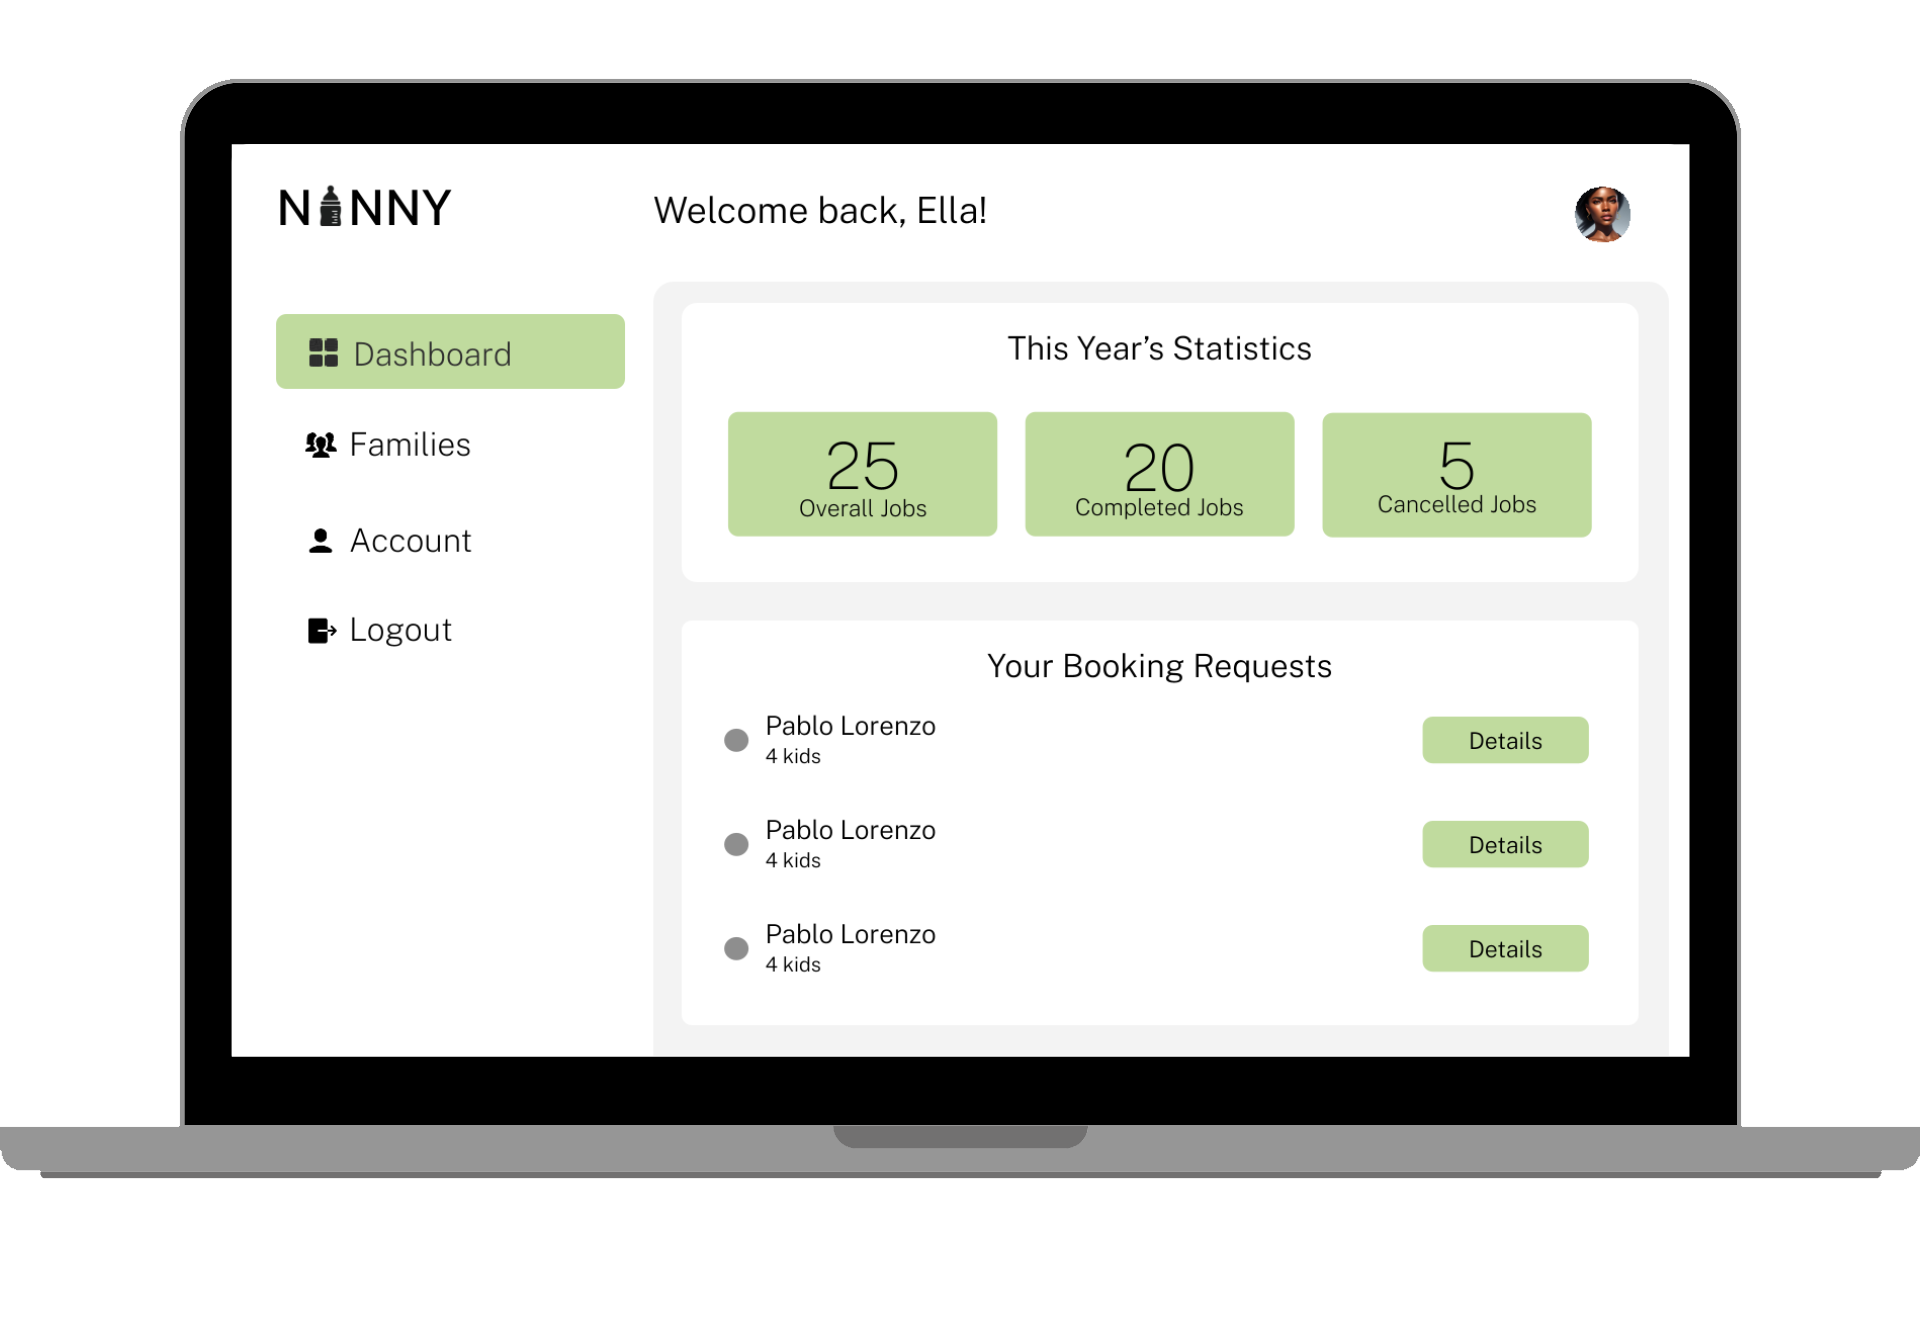 NANNY
Welcome back, Ella!
Dashboard
Families
Account
Logout
This Year’s Statistics
25
Overall Jobs
20
Completed Jobs
5
Cancelled Jobs
Your Booking Requests
Pablo Lorenzo
4 kids
Details
Pablo Lorenzo
4 kids
Details
Pablo Lorenzo
4 kids
Details